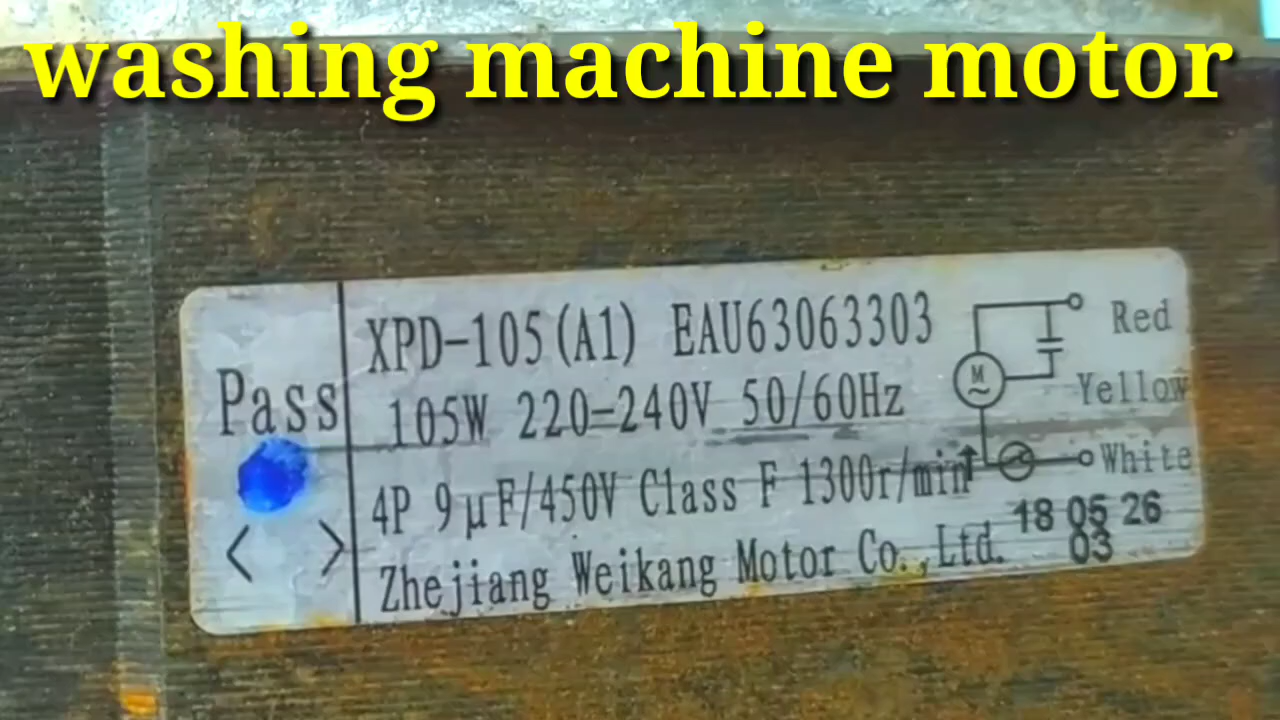 washing machine motor
Pass
< >
XPD-105(A1) EAU63063303
105W 220-240V 50/60Hz
4P 9μF/450V Class F 1300r/min
Zhejiang Weikang Motor Co.,Ltd.
M
~
Red
Yellow
White
18 05 26
03